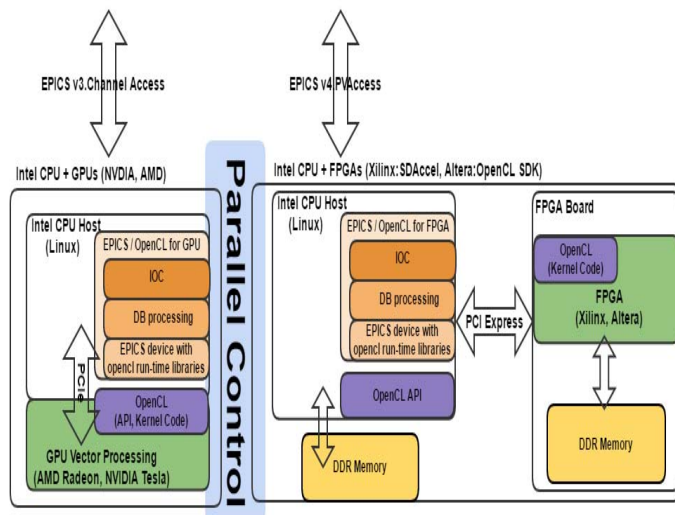 EPICS v3.Channel Access
EPICS v4.PVAccess
Intel CPU + GPUs (NVIDIA, AMD)
Intel CPU Host
(Linux)
EPICS / OpenCL for GPU
IOC
DB processing
EPICS device with
opencl run-time libraries
PCIe
OpenCL
(API, Kernel Code)
GPU Vector Processing
(AMD Radeon, NVIDIA Tesla)
Parallel Control
Intel CPU + FPGAs (Xilinx:SDAccel, Altera:OpenCL SDK)
Intel CPU Host
(Linux)
EPICS / OpenCL for FPGA
IOC
DB processing
EPICS device with
opencl run-time libraries
OpenCL API
DDR Memory
PCI Express
FPGA Board
OpenCL
(Kernel Code)
FPGA
(Xilinx, Altera)
DDR Memory